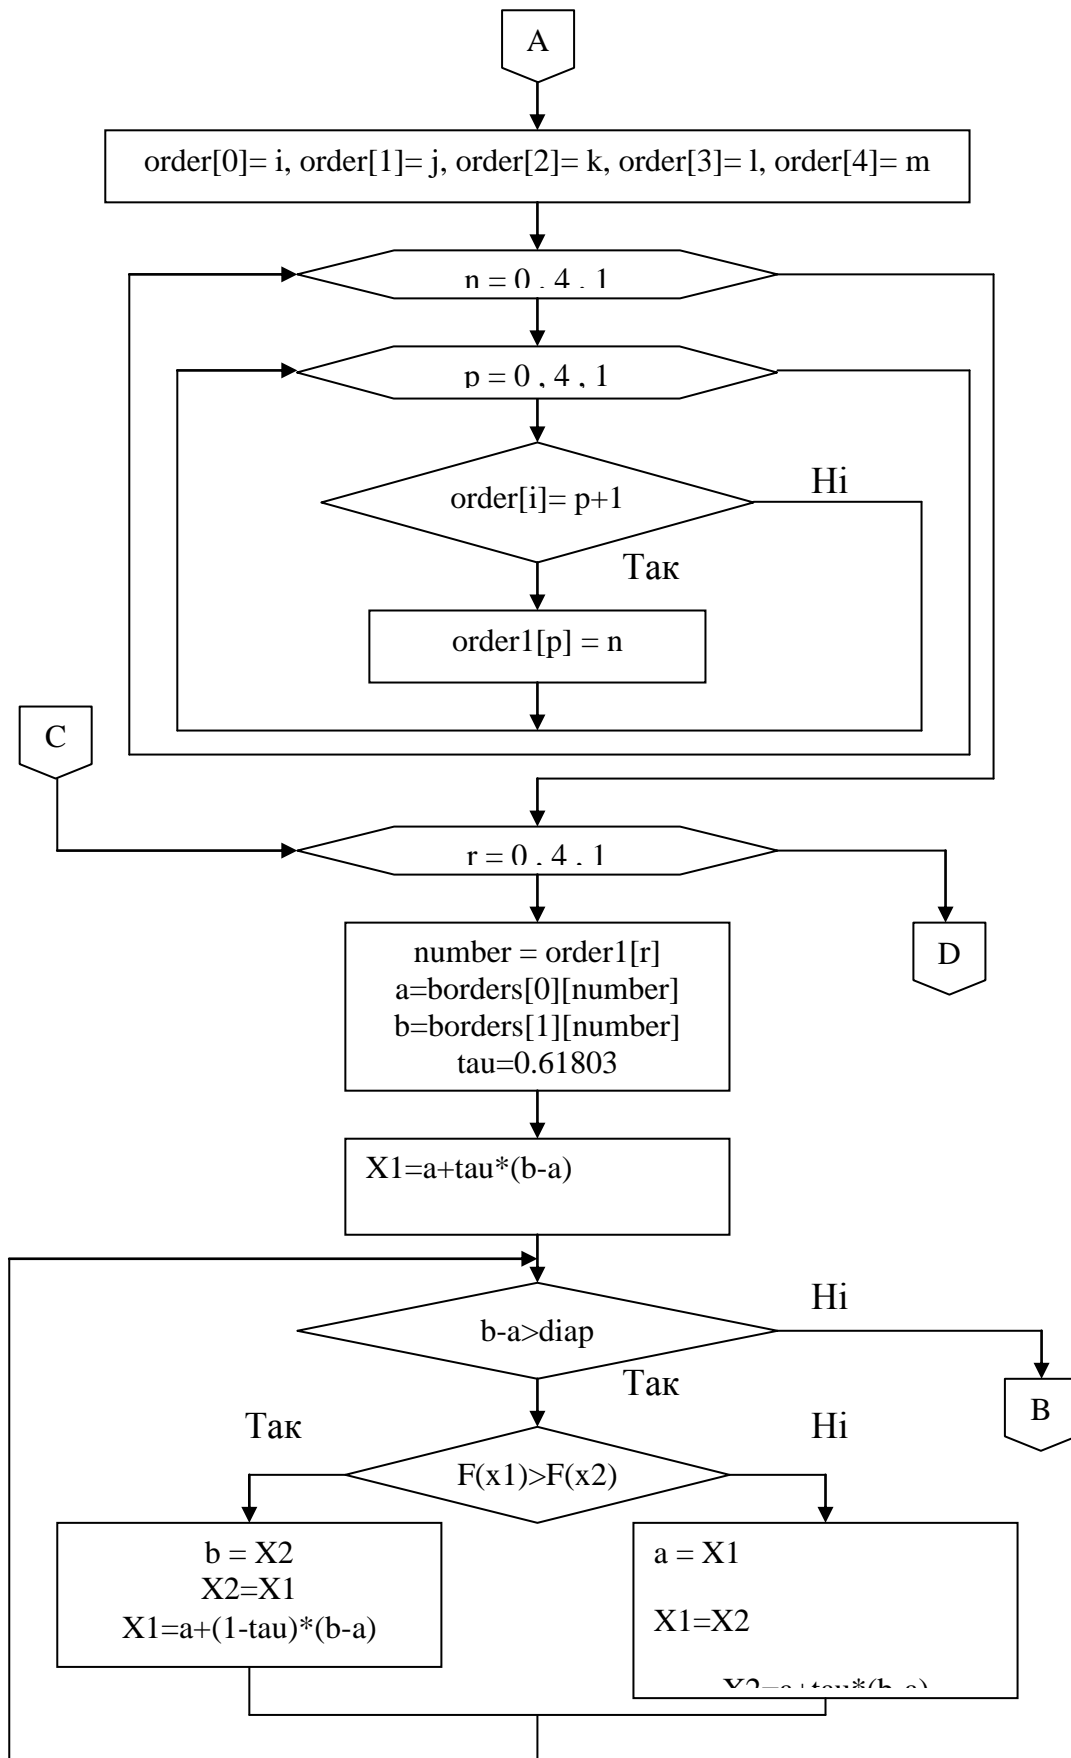 A
order[0]= i, order[1]= j, order[2]= k, order[3]= l, order[4]= m
n = 0 , 4 , 1
p = 0 , 4 , 1
order[i]= p+1
Ні
Так
order1[p] = n
C
r = 0 , 4 , 1
number = order1[r]
a=borders[0][number]
b=borders[1][number]
tau=0.61803
D
X1=a+tau*(b-a)
b-a>diap
Ні
Так
B
Так
Ні
F(x1)>F(x2)
b = X2
X2=X1
X1=a+(1-tau)*(b-a)
a = X1
X1=X2
X2=a+tau*(b-a)